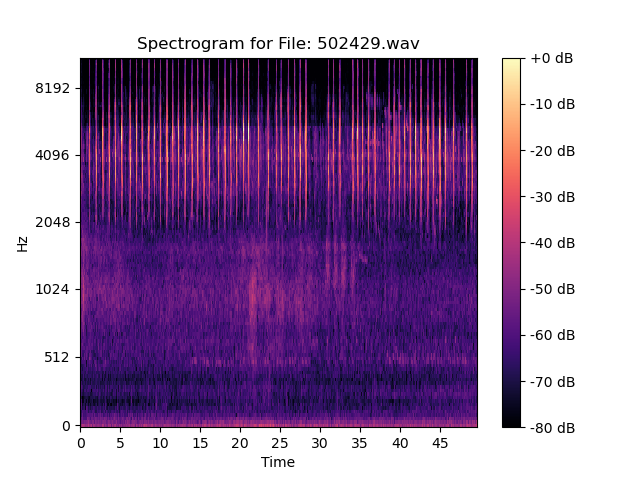 Spectrogram for File: 502429.wav
Hz
8192
4096
2048
1024
512
0
0 5 10 15 20 25 30 35 40 45
Time
+0 dB
-10 dB
-20 dB
-30 dB
-40 dB
-50 dB
-60 dB
-70 dB
-80 dB